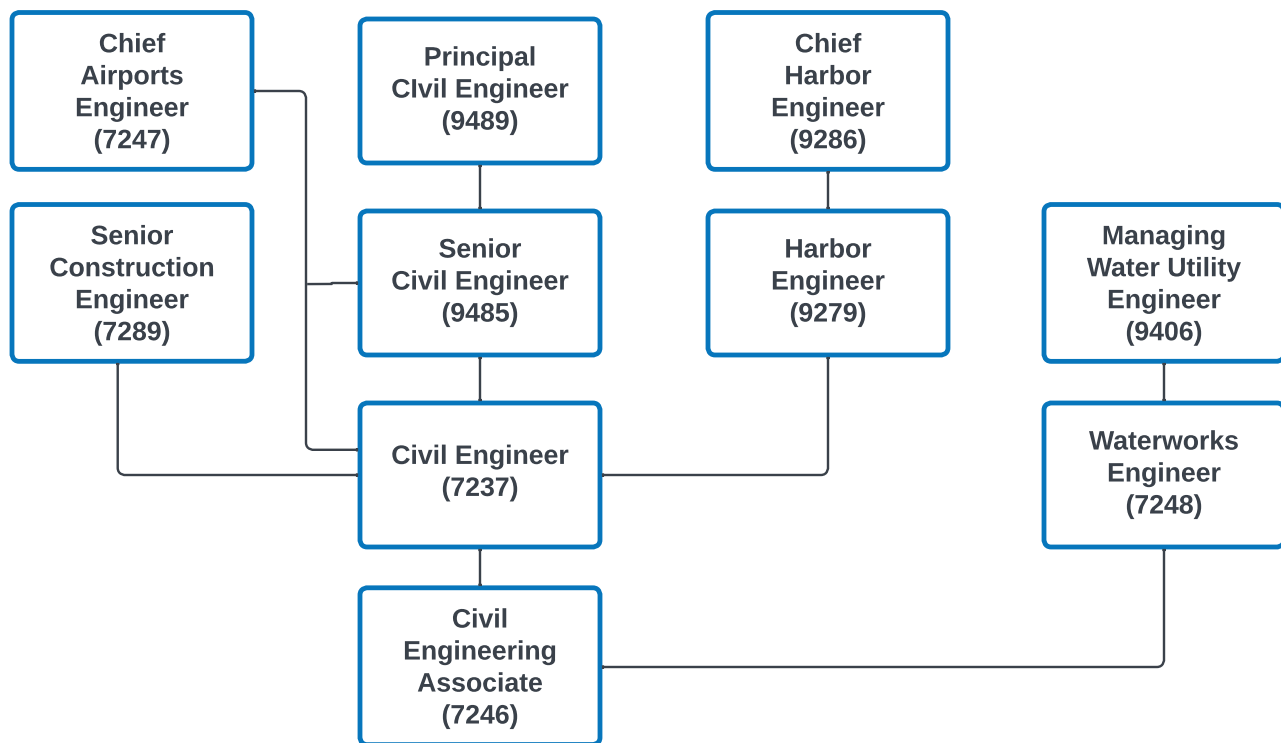 Chief
Airports
Engineer
(7247)
Principal
CIvil Engineer
(9489)
Chief
Harbor
Engineer
(9286)
Senior
Construction
Engineer
(7289)
Senior
Civil Engineer
(9485)
Harbor
Engineer
(9279)
Managing
Water Utility
Engineer
(9406)
Civil Engineer
(7237)
Waterworks
Engineer
(7248)
Civil
Engineering
Associate
(7246)